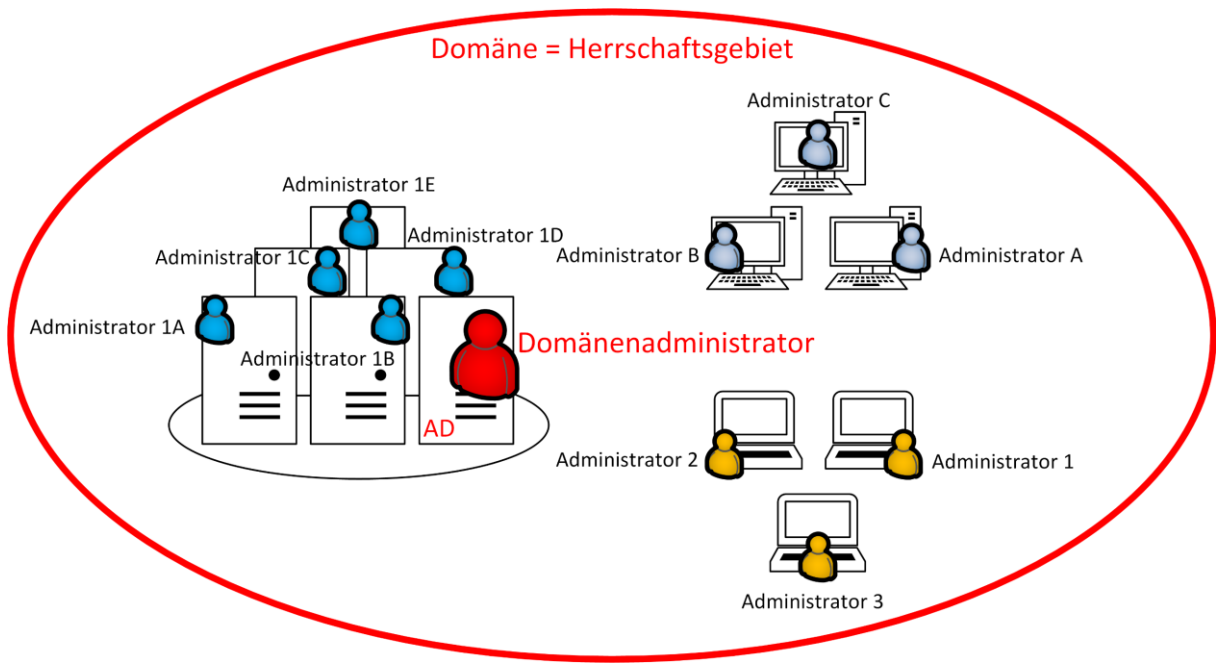 Domäne = Herrschaftsgebiet
Administrator C
Administrator 1E
Administrator 1D
Administrator 1C
Administrator B
Administrator A
Administrator 1A
Domänenadministrator
Administrator 1B
AD
Administrator 2
Administrator 1
Administrator 3